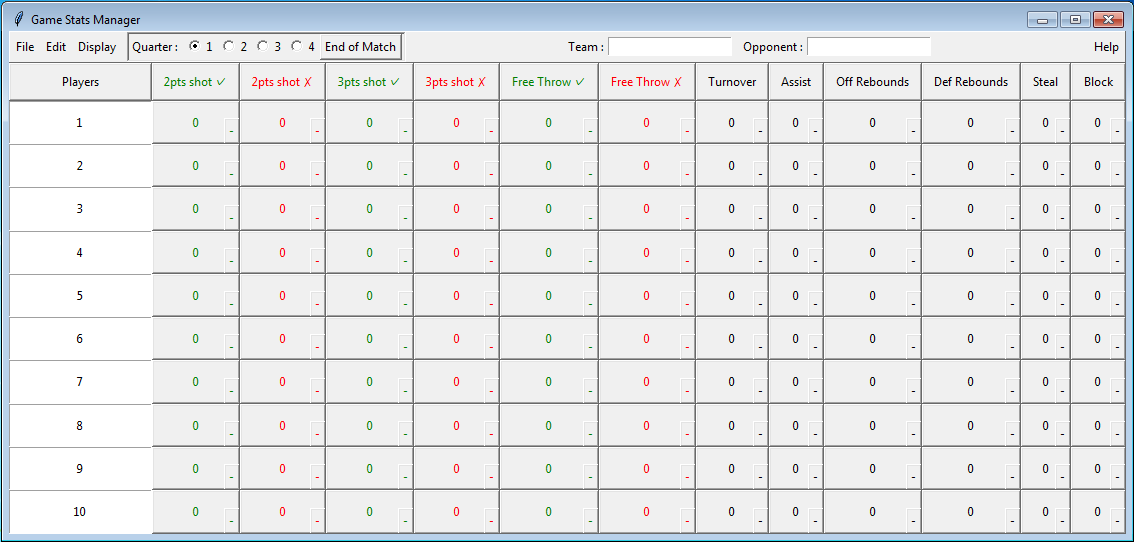 Game Stats Manager
File Edit Display Quarter : 1 2 3 4 End of Match Team : Opponent : Help
Players 2pts shot ✓ 2pts shot ✗ 3pts shot ✓ 3pts shot ✗ Free Throw ✓ Free Throw ✗ Turnover Assist Off Rebounds Def Rebounds Steal Block
1 0 - 0 - 0 - 0 - 0 - 0 - 0 - 0 - 0 - 0 - 0 - 0 -
2 0 - 0 - 0 - 0 - 0 - 0 - 0 - 0 - 0 - 0 - 0 - 0 -
3 0 - 0 - 0 - 0 - 0 - 0 - 0 - 0 - 0 - 0 - 0 - 0 -
4 0 - 0 - 0 - 0 - 0 - 0 - 0 - 0 - 0 - 0 - 0 - 0 -
5 0 - 0 - 0 - 0 - 0 - 0 - 0 - 0 - 0 - 0 - 0 - 0 -
6 0 - 0 - 0 - 0 - 0 - 0 - 0 - 0 - 0 - 0 - 0 - 0 -
7 0 - 0 - 0 - 0 - 0 - 0 - 0 - 0 - 0 - 0 - 0 - 0 -
8 0 - 0 - 0 - 0 - 0 - 0 - 0 - 0 - 0 - 0 - 0 - 0 -
9 0 - 0 - 0 - 0 - 0 - 0 - 0 - 0 - 0 - 0 - 0 - 0 -
10 0 - 0 - 0 - 0 - 0 - 0 - 0 - 0 - 0 - 0 - 0 - 0 -